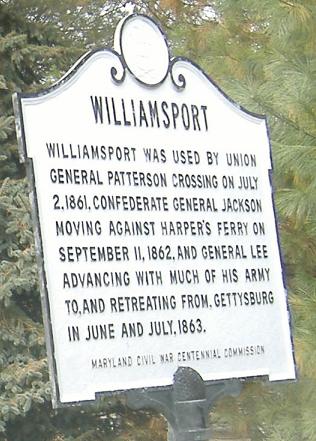 WILLIAMSPORT
WILLIAMSPORT WAS USED BY UNION
GENERAL PATTERSON CROSSING ON JULY
2,1861, CONFEDERATE GENERAL JACKSON
MOVING AGAINST HARPER'S FERRY ON
SEPTEMBER 11, 1862, AND GENERAL LEE
ADVANCING WITH MUCH OF HIS ARMY
TO, AND RETREATING FROM, GETTYSBURG
IN JUNE AND JULY, 1863.
MARYLAND CIVIL WAR CENTENNIAL COMMISSION